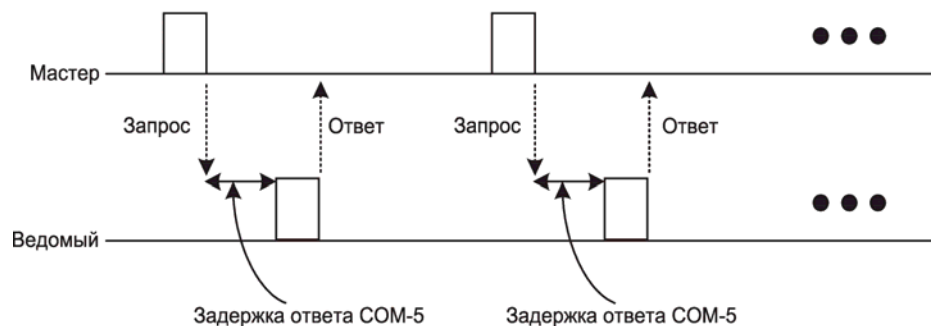 Мастер
Запрос
Ответ
Запрос
Ответ
Ведомый
Задержка ответа COM-5
Задержка ответа COM-5